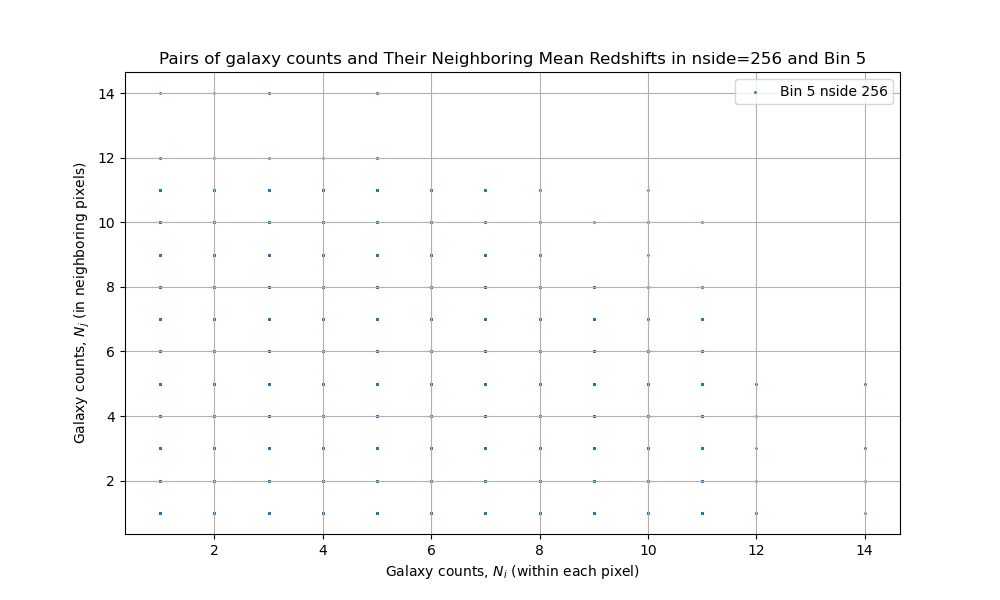 Pairs of galaxy counts and Their Neighboring Mean Redshifts in nside=256 and Bin 5
Bin 5 nside 256
14
12
10
8
6
4
2
Galaxy counts, N_j (in neighboring pixels)
2 4 6 8 10 12 14
Galaxy counts, N_i (within each pixel)